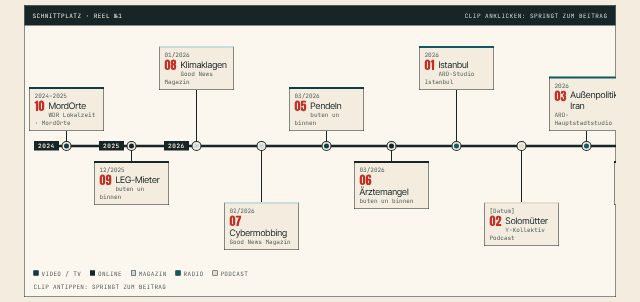 SCHNITTPLATZ · REEL №1
CLIP ANKLICKEN: SPRINGT ZUM BEITRAG
2024–2025
10 MordOrte
WDR Lokalzeit
· MordOrte
01/2026
08 Klimaklagen
Good News
Magazin
03/2026
05 Pendeln
buten un
binnen
2026
01 Istanbul
ARD-Studio
Istanbul
2026
03 Außenpolitik
Iran
ARD-
Hauptstadtstudio
2024
2025
2026
12/2025
09 LEG-Mieter
buten un
binnen
02/2026
07
Cybermobbing
Good News Magazin
03/2026
06
Ärztemangel
buten un binnen
[Datum]
02 Solomütter
Y-Kollektiv
Podcast
VIDEO / TV
ONLINE
MAGAZIN
RADIO
PODCAST
CLIP ANTIPPEN: SPRINGT ZUM BEITRAG